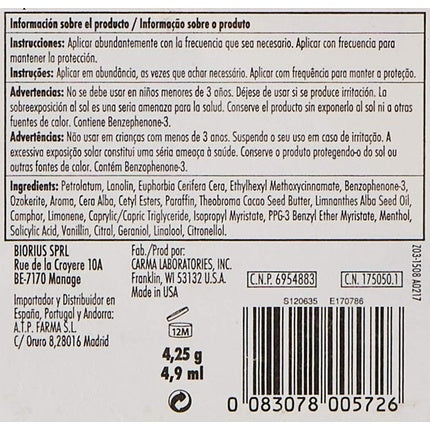 Información sobre el producto / Informação sobre o produto
Instrucciones: Aplicar abundantemente con la frecuencia que sea necesario. Aplicar con frecuencia para
mantener la protección.
Instruções: Aplicar em abundância, as vezes que achar necessário. Aplicar com frequência para manter a proteção.
Advertencias: No se debe usar en niños menores de 3 años. Déjese de usar si se produce irritación. La
sobreexposición al sol es una seria amenaza para la salud. Conserve el producto sin exponerlo al sol ni a otras
fuentes de calor. Contiene Benzephenone-3.
Advertências: Não usar em crianças com menos de 3 anos. Suspenda o seu uso em caso de irritação. A
excessiva exposição solar constitui uma séria ameaça à saúde. Conserve o produto protegendo-o do sol ou
outras fontes de calor. Contém Benzaphenone-3.
Ingredients: Petrolatum, Lanolin, Euphorbia Cerifera Cera, Ethylhexyl Methoxycinnamate, Benzophenone-3,
Ozokerite, Aroma, Cera Alba, Cetyl Esters, Paraffin, Theobroma Cacao Seed Butter, Limnanthes Alba Seed Oil,
Camphor, Limonene, Caprylic/Capric Triglyceride, Isopropyl Myristate, PPG-3 Benzyl Ether Myristate, Menthol,
Salicylic Acid, Vanillin, Citral, Geraniol, Linalool, Citronellol.
BIORIUS SPRL
Rue de la Croyere 10A
BE-7170 Manage
Importador y Distribuidor en
España, Portugal y Andorra:
A.T.P. FARMA S.L.
C/ Oruro 8,28016 Madrid
Fab./Prod por:
CARMA LABORATORIES, INC.
Franklin, WI 53132 U.S.A.
Made in USA
12M
4,25 g
4,9 ml
C.N.P. 6954883
C.N. 175050.1
203-1508 A0217
S120635 E170786
0 083078 005726